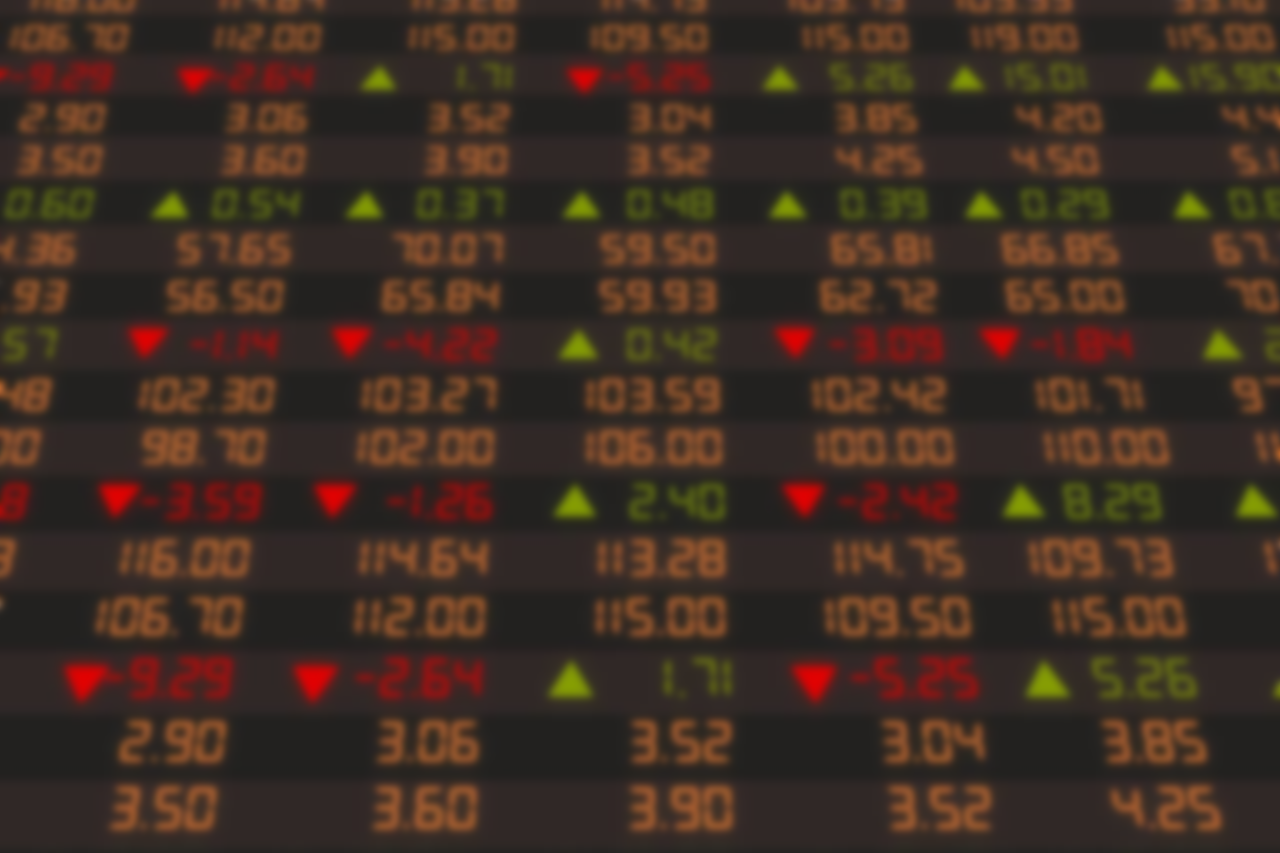 106.70 112.00 115.00 109.50 115.00 119.00 115.00
-9.29 ▼-2.64 ▲ 1.71 ▼-5.25 ▲ 5.26 ▲ 15.01 ▲15.90
2.90 3.06 3.52 3.04 3.85 4.20
3.50 3.60 3.90 3.52 4.25 4.50
0.60 ▲ 0.54 ▲ 0.37 ▲ 0.48 ▲ 0.39 ▲ 0.29 ▲
.36 57.65 70.07 59.50 65.81 66.85 67.
.93 56.50 65.84 59.93 62.72 65.00 70.
57 ▼ -1.14 ▼ -4.22 ▲ 0.42 ▼ -3.09 ▼ -1.84 ▲
48 102.30 103.27 103.59 102.42 101.71 97
00 98.70 102.00 106.00 100.00 110.00
8 ▼-3.59 ▼ -1.26 ▲ 2.40 ▼ -2.42 ▲ 8.29 ▲
116.00 114.64 113.28 114.75 109.73
106.70 112.00 115.00 109.50 115.00
▼-9.29 ▼ -2.64 ▲ 1.71 ▼ -5.25 ▲ 5.26
2.90 3.06 3.52 3.04 3.85
3.50 3.60 3.90 3.52 4.25